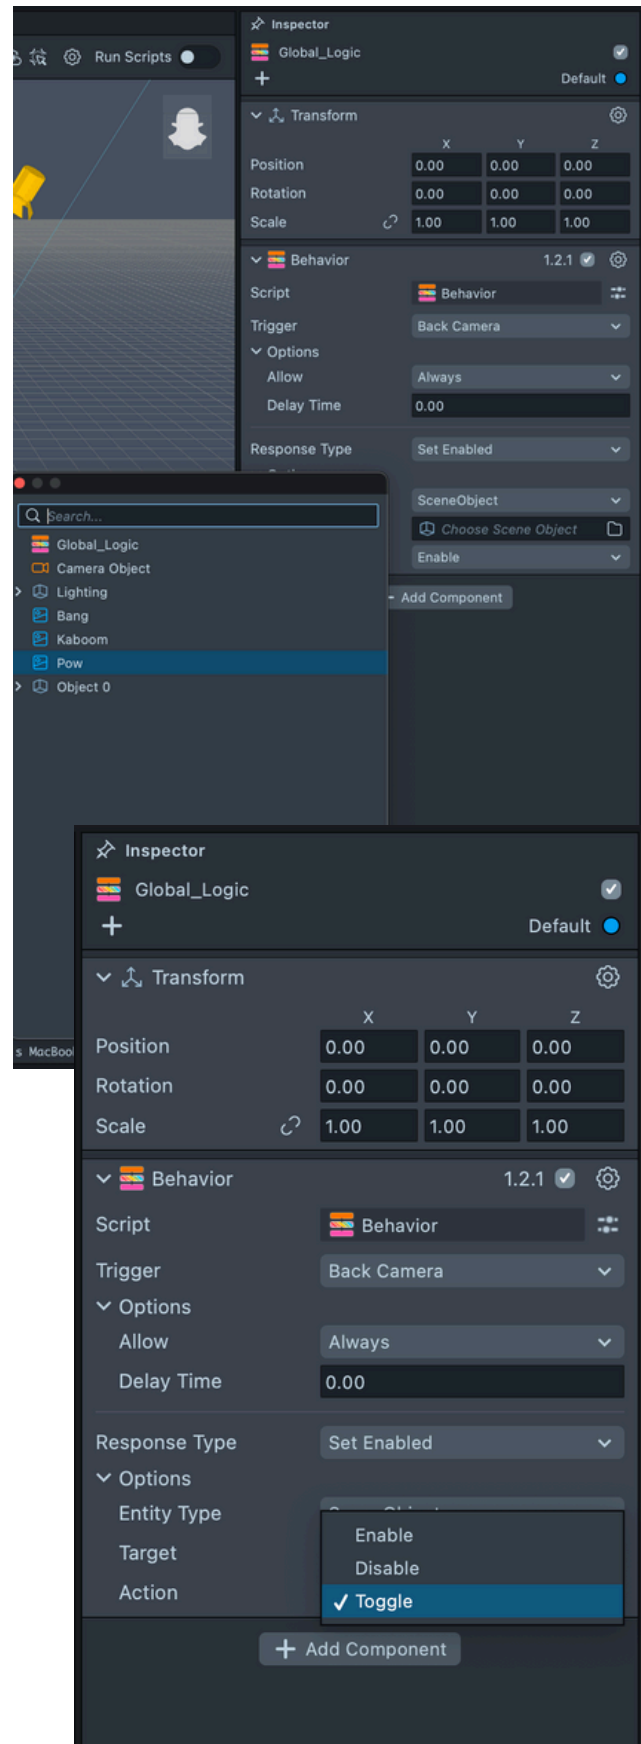 Inspector
Run Scripts
Global_Logic
Default
Transform
X Y Z
Position 0.00 0.00 0.00
Rotation 0.00 0.00 0.00
Scale 1.00 1.00 1.00
Behavior 1.2.1
Script Behavior
Trigger Back Camera
Options
Allow Always
Delay Time 0.00
Response Type Set Enabled
SceneObject
Choose Scene Object
Enable
+ Add Component
Search...
Global_Logic
Camera Object
Lighting
Bang
Kaboom
Pow
Object 0
s MacBoo
Inspector
Global_Logic
Default
Transform
X Y Z
Position 0.00 0.00 0.00
Rotation 0.00 0.00 0.00
Scale 1.00 1.00 1.00
Behavior 1.2.1
Script Behavior
Trigger Back Camera
Options
Allow Always
Delay Time 0.00
Response Type Set Enabled
Options
Entity Type
Target
Action
Enable
Disable
Toggle
+ Add Component